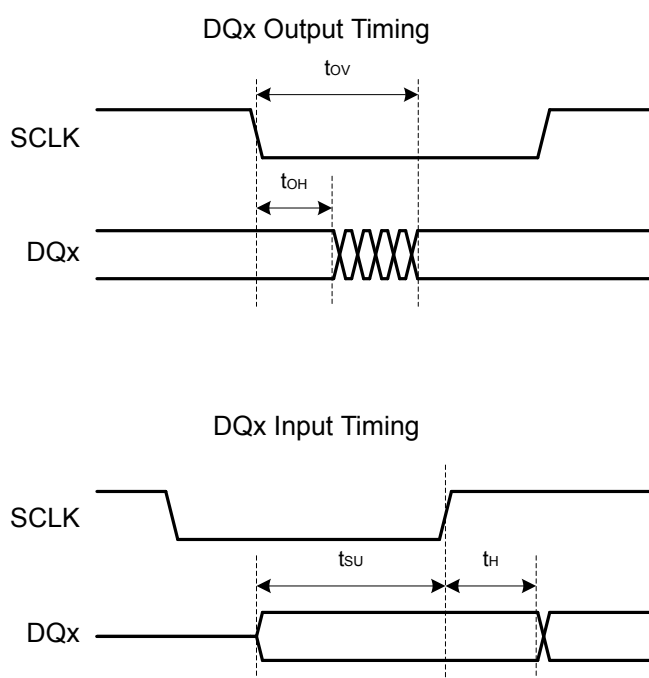 DQx Output Timing
tOV
SCLK
tOH
DQx
DQx Input Timing
SCLK
tSU
tH
DQx